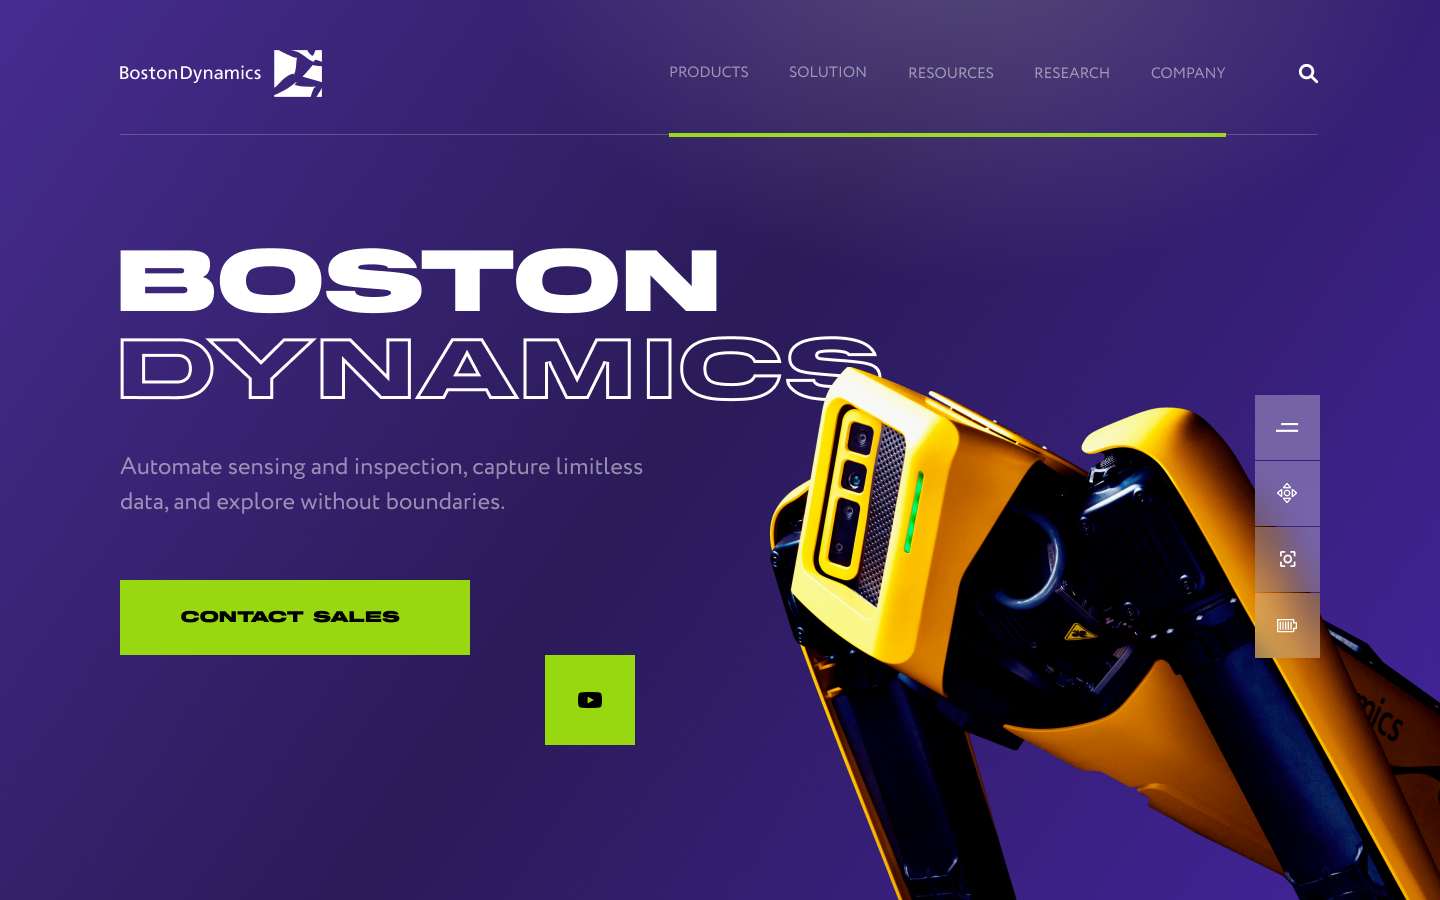 BostonDynamics
PRODUCTS SOLUTION RESOURCES RESEARCH COMPANY
BOSTON
DYNAMICS
Automate sensing and inspection, capture limitless
data, and explore without boundaries.
CONTACT SALES
mics